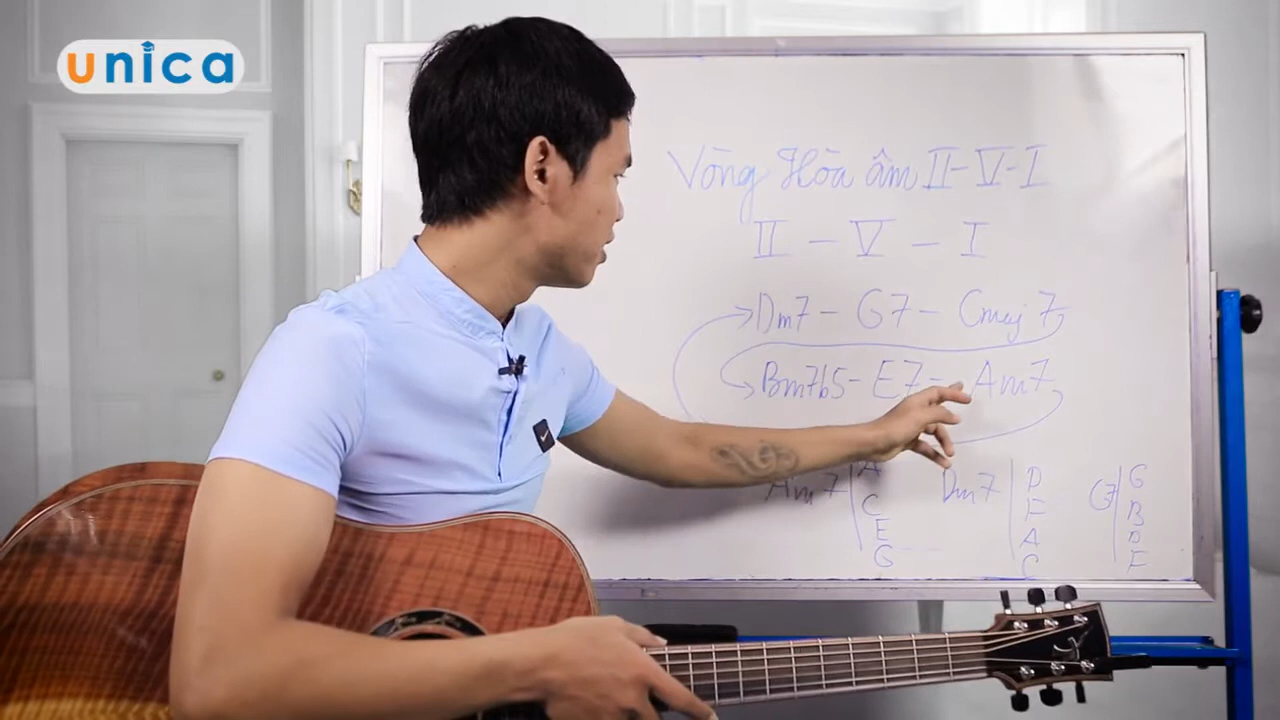 unica
Vòng Hòa âm II-V-I
II - V - I
Dm7 - G7 - Cmaj7
Bm7b5 - E7 - Am7
Am7 A C E G
Dm7 D F A C
G7 G B D F